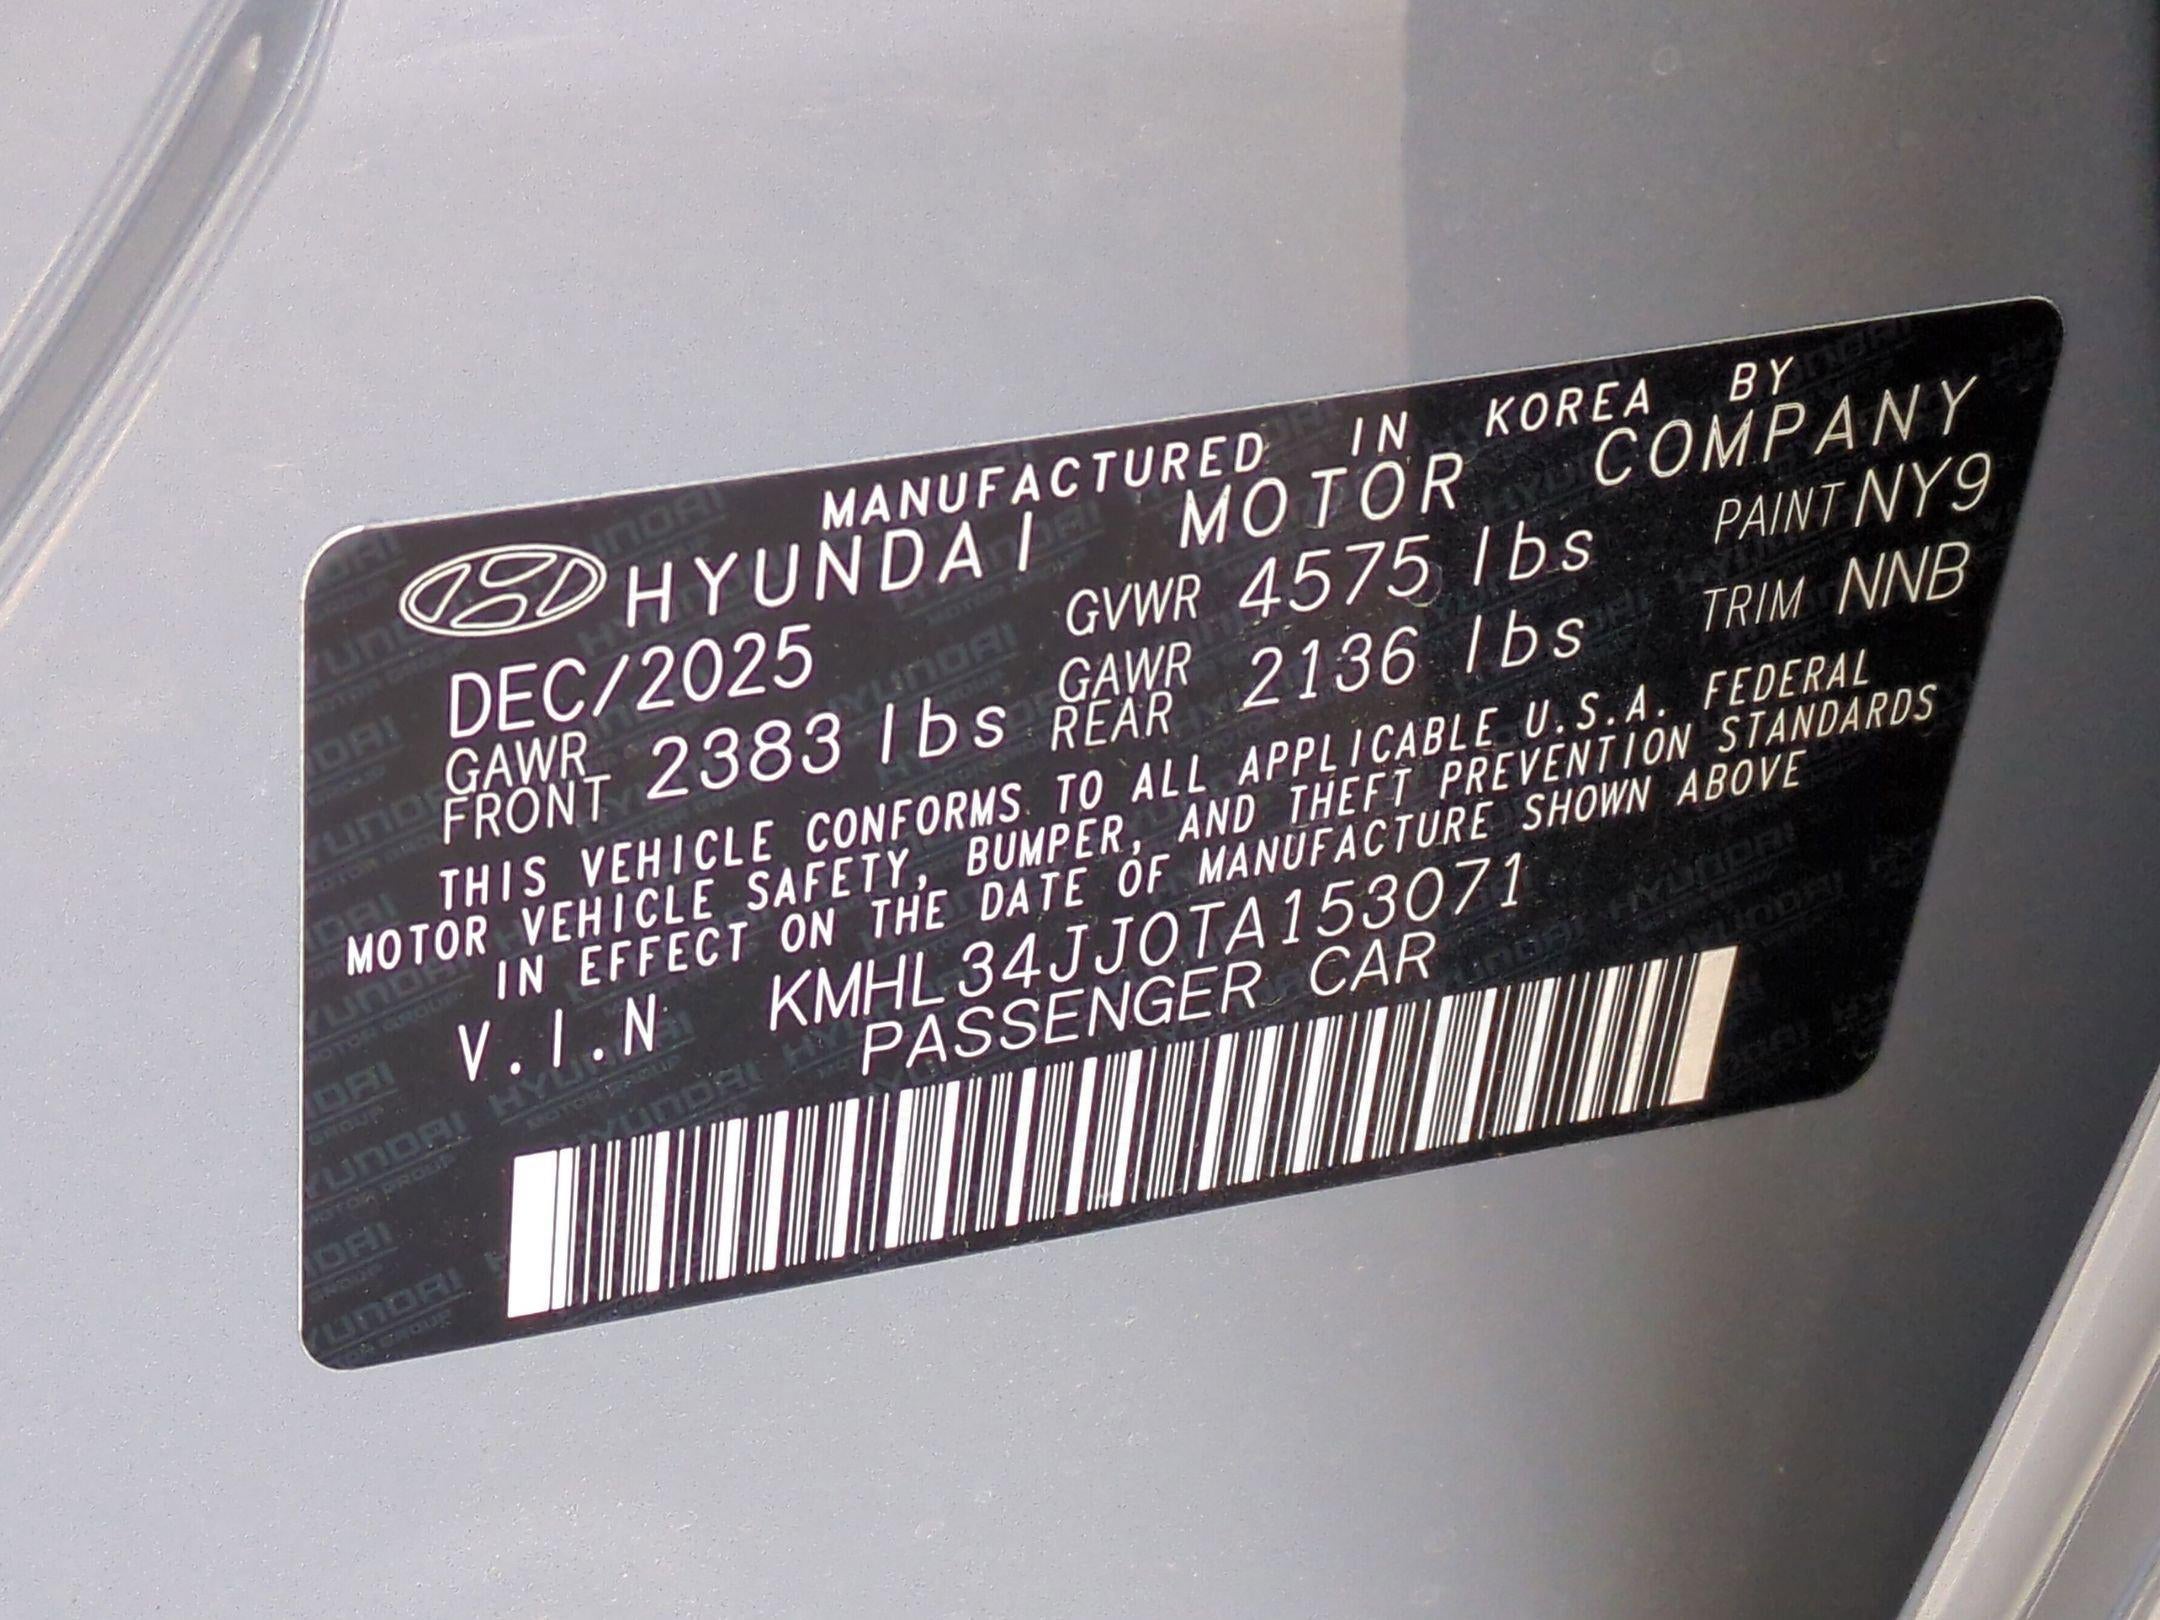 MANUFACTURED IN KOREA BY
HYUNDAI MOTOR COMPANY
DEC/2025 GVWR 4575 lbs PAINT NY9
GAWR FRONT 2383 lbs GAWR REAR 2136 lbs TRIM NNB
THIS VEHICLE CONFORMS TO ALL APPLICABLE U.S.A. FEDERAL
MOTOR VEHICLE SAFETY, BUMPER, AND THEFT PREVENTION STANDARDS
IN EFFECT ON THE DATE OF MANUFACTURE SHOWN ABOVE
V.I.N KMHL34JJ0TA153071
PASSENGER CAR